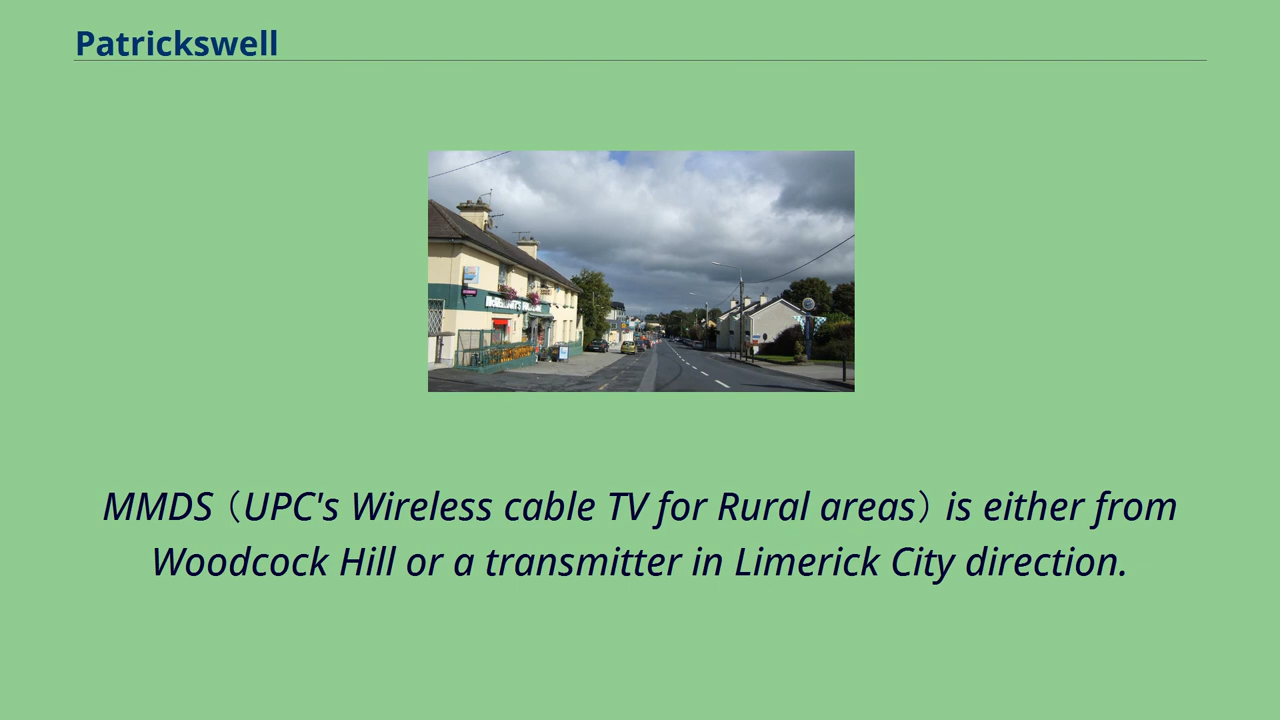 Patrickswell
MMDS（UPC's Wireless cable TV for Rural areas）is either from
Woodcock Hill or a transmitter in Limerick City direction.